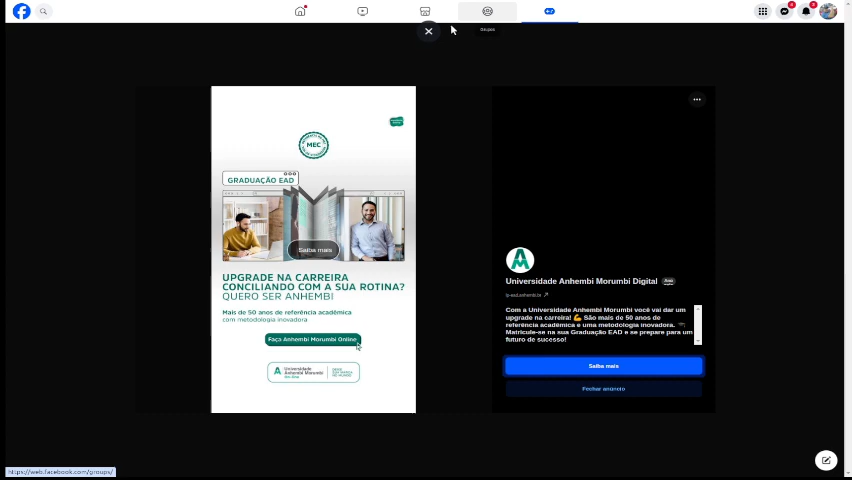 Grupos
MEC
GRADUAÇÃO EAD
Saiba mais
UPGRADE NA CARREIRA
CONCILIANDO COM A SUA ROTINA?
QUERO SER ANHEMBI
Mais de 50 anos de referência acadêmica
com metodologia inovadora.
Faça Anhembi Morumbi Online
Universidade
Anhembi Morumbi
Universidade Anhembi Morumbi Digital
Com a Universidade Anhembi Morumbi você vai dar um
upgrade na carreira! 💪 São mais de 50 anos de
referência acadêmica e uma metodologia inovadora.
Matricule-se na sua Graduação EAD e se prepare para um
futuro de sucesso!
Saiba mais
Fechar anúncio
https://web.facebook.com/groups/